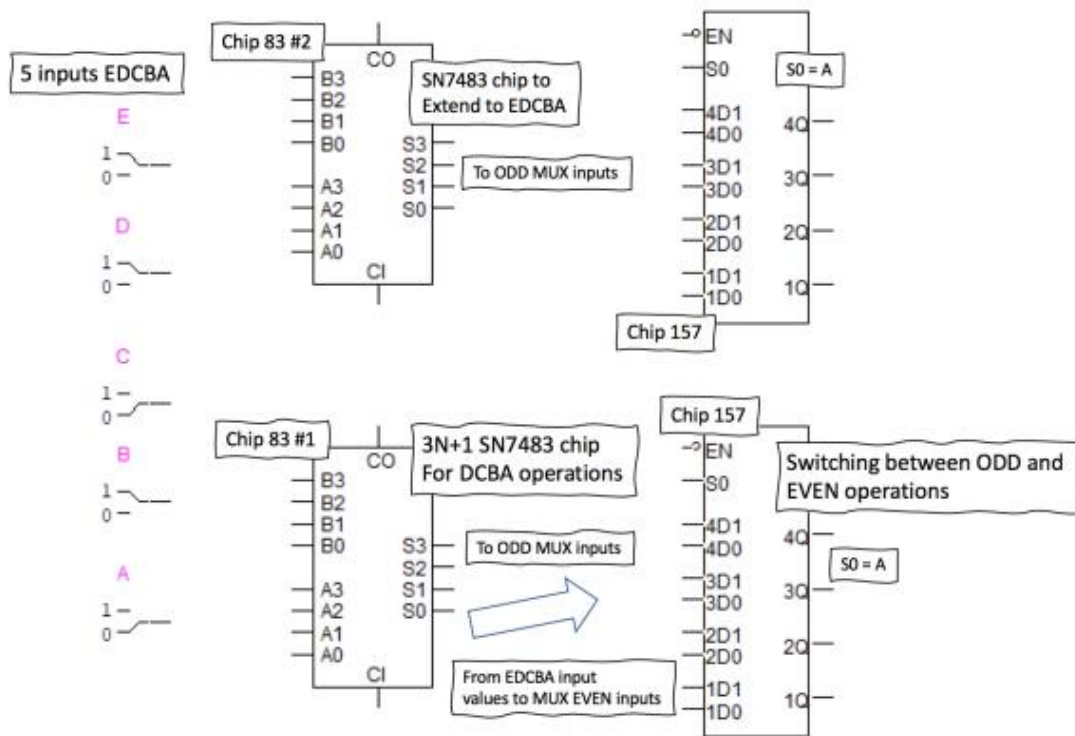 5 inputs EDCBA
E
1
0
D
1
0
C
1
0
B
1
0
A
1
0
Chip 83 #2
CO
B3
B2
B1
B0
A3
A2
A1
A0
S3
S2
S1
S0
CI
SN7483 chip to
Extend to EDCBA
To ODD MUX inputs
EN
S0
4D1
4D0
3D1
3D0
2D1
2D0
1D1
1D0
4Q
3Q
2Q
1Q
S0 = A
Chip 157
Chip 83 #1
CO
B3
B2
B1
B0
A3
A2
A1
A0
S3
S2
S1
S0
CI
3N+1 SN7483 chip
For DCBA operations
To ODD MUX inputs
From EDCBA input
values to MUX EVEN inputs
Chip 157
EN
S0
4D1
4D0
3D1
3D0
2D1
2D0
1D1
1D0
Switching between ODD and
EVEN operations
4Q
3Q
2Q
1Q
S0 = A